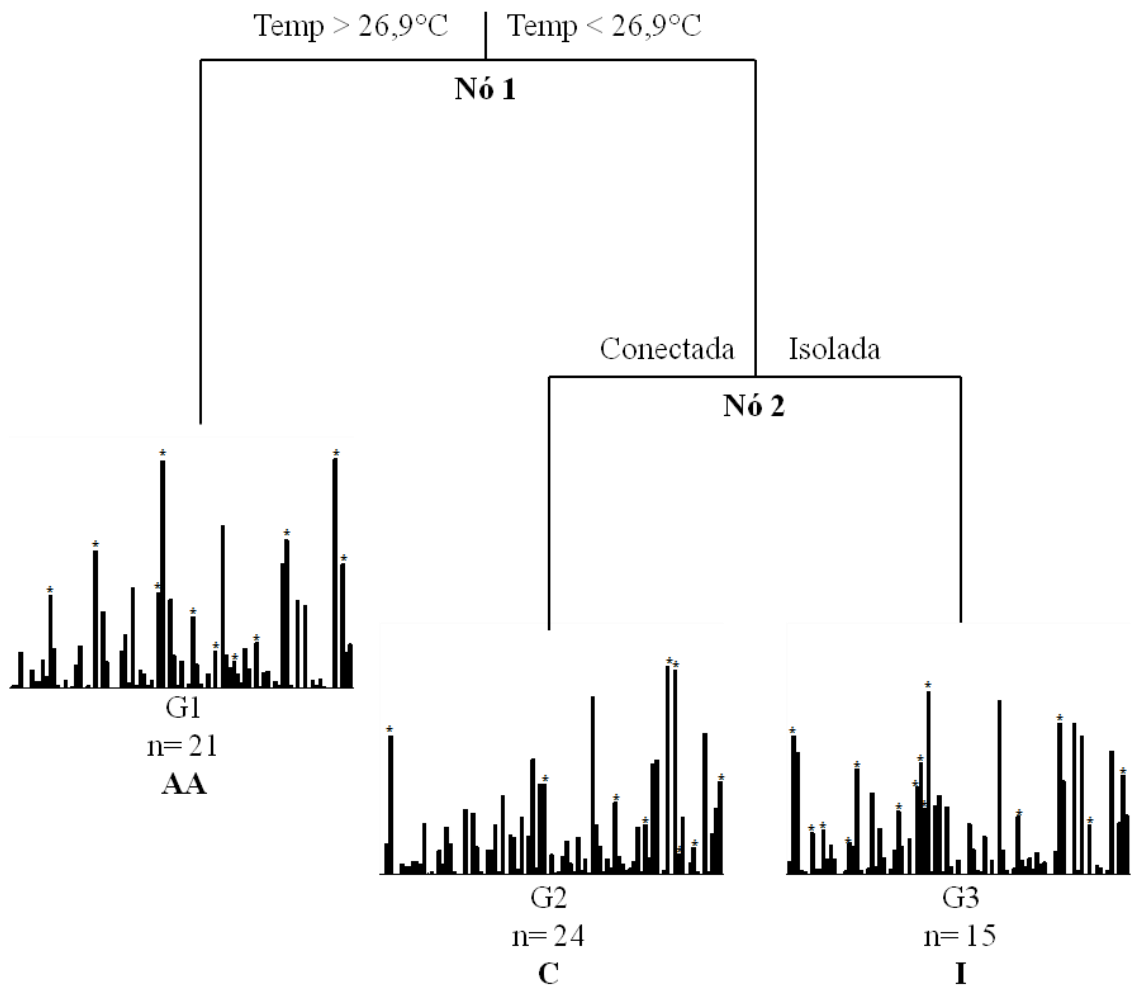 Temp > 26,9°C Temp < 26,9°C
Nó 1
Conectada Isolada
Nó 2
G1
n= 21
AA
G2
n= 24
C
G3
n= 15
I